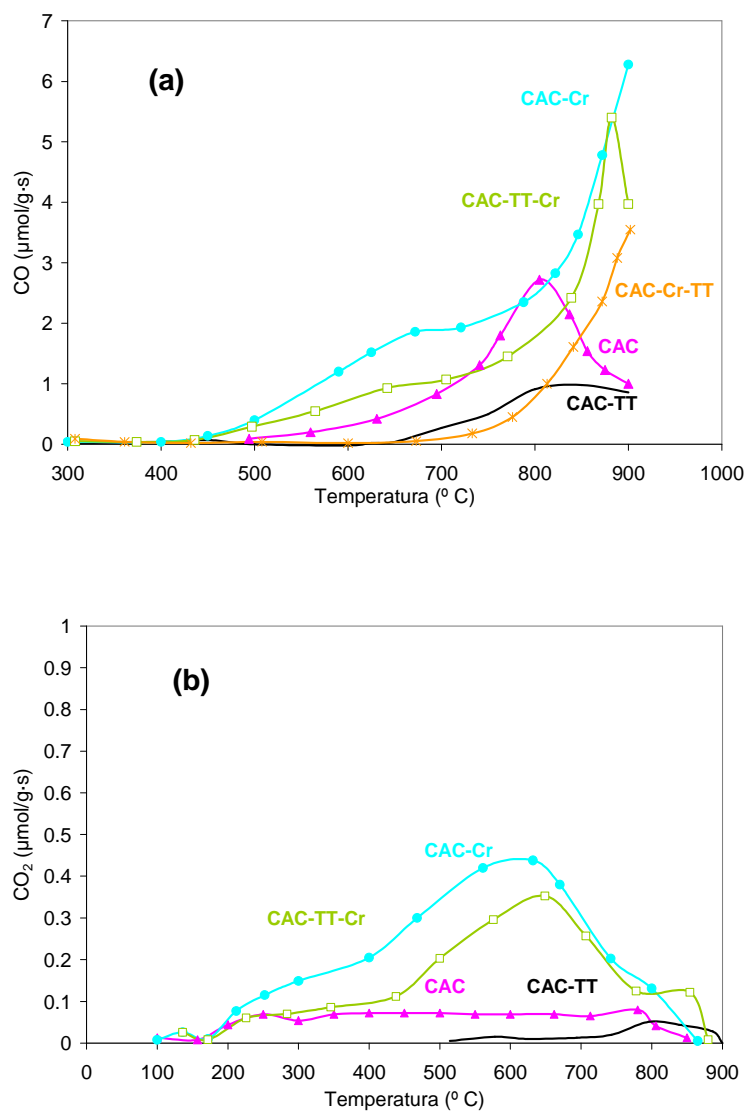 7
6
5
4
3
2
1
0
CO (µmol/g·s)
(a)
CAC-Cr
CAC-TT-Cr
CAC-Cr-TT
CAC
CAC-TT
300 400 500 600 700 800 900 1000
Temperatura (º C)
1
0.9
0.8
0.7
0.6
0.5
0.4
0.3
0.2
0.1
0
CO₂ (µmol/g·s)
(b)
CAC-Cr
CAC-TT-Cr
CAC
CAC-TT
0 100 200 300 400 500 600 700 800 900
Temperatura (º C)